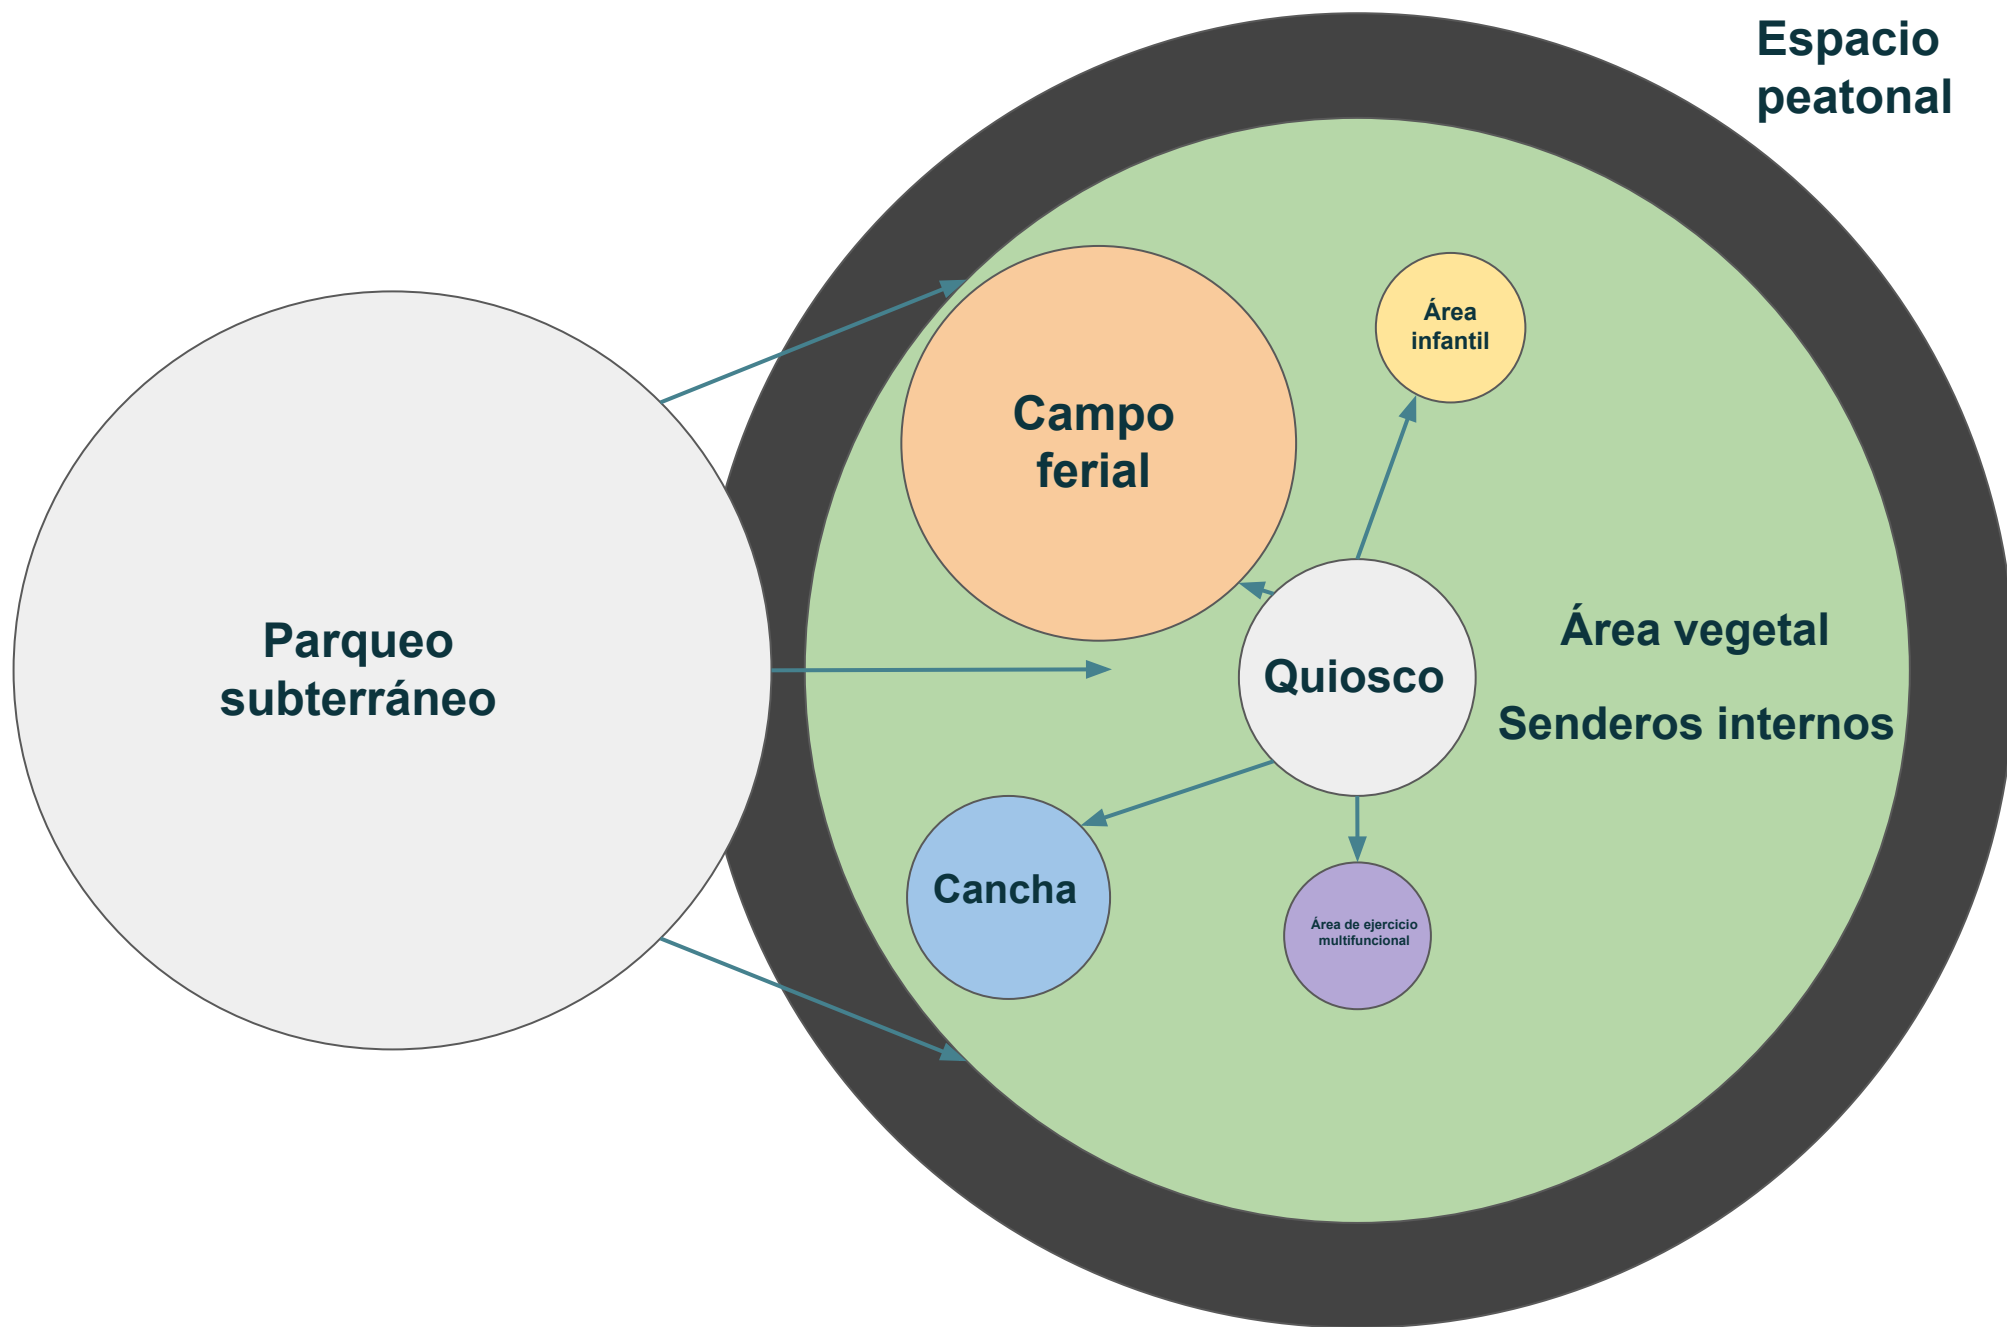 Espacio
peatonal
Área
infantil
Campo
ferial
Parqueo
subterráneo
Quiosco
Área vegetal
Senderos internos
Cancha
Área de ejercicio
multifuncional